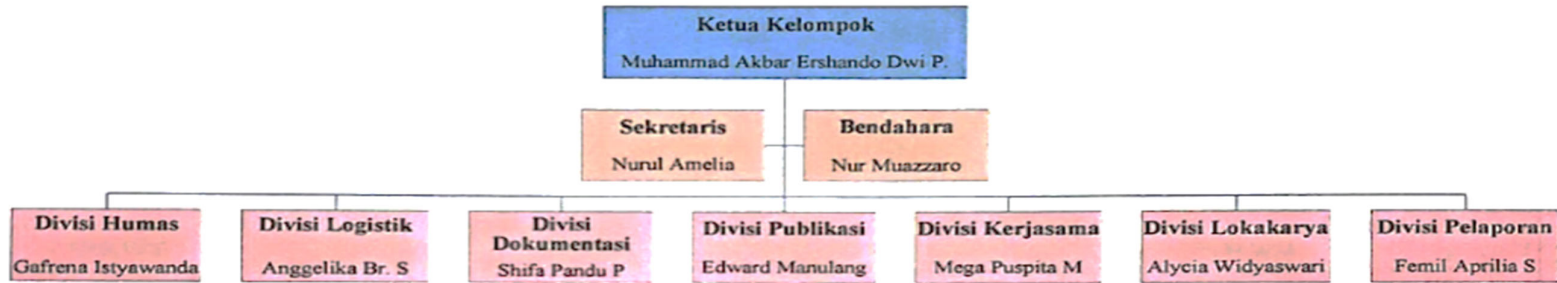 Ketua Kelompok
Muhammad Akbar Ershando Dwi P.
Sekretaris
Nurul Amelia
Bendahara
Nur Muazzaro
Divisi Humas
Gafrena Istyawanda
Divisi Logistik
Anggelika Br. S
Divisi
Dokumentasi
Shifa Pandu P
Divisi Publikasi
Edward Manulang
Divisi Kerjasama
Mega Puspita M
Divisi Lokakarya
Alycia Widyaswari
Divisi Pelaporan
Femil Aprilia S